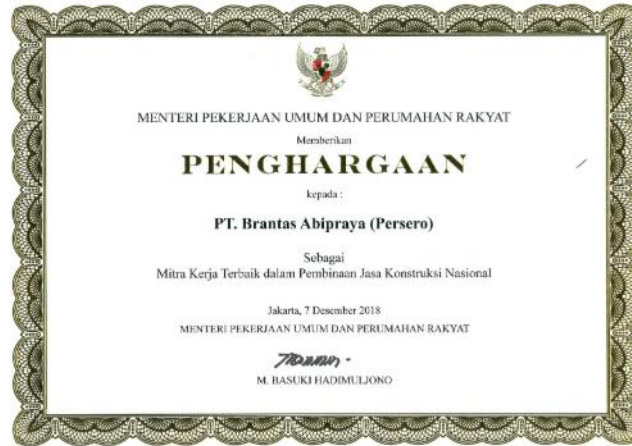 MENTERI PEKERJAAN UMUM DAN PERUMAHAN RAKYAT
Memberikan
PENGHARGAAN
kepada :
PT. Brantas Abipraya (Persero)
Sebagai
Mitra Kerja Terbaik dalam Pembinaan Jasa Konstruksi Nasional
Jakarta, 7 Desember 2018
MENTERI PEKERJAAN UMUM DAN PERUMAHAN RAKYAT
M. BASUKI HADIMULJONO